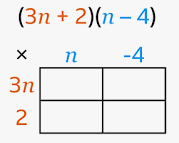 (3n + 2)(n – 4)
× n -4
3n
2